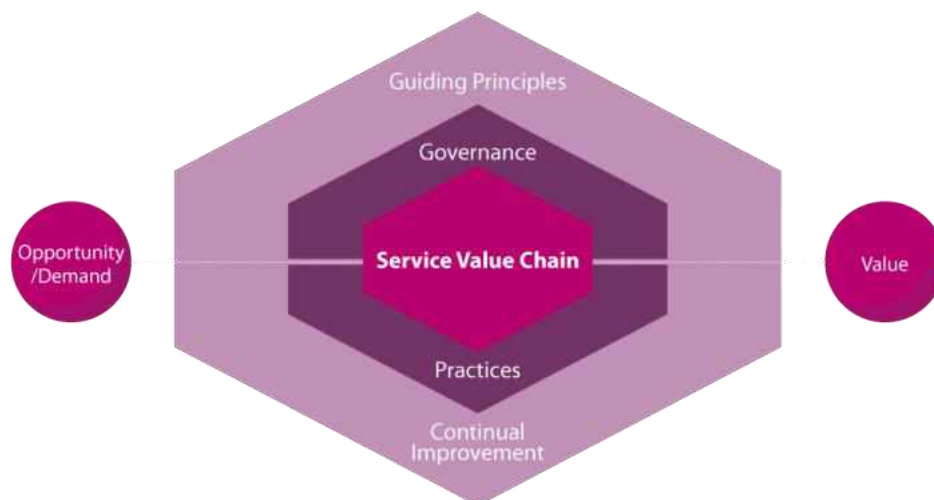 Guiding Principles
Governance
Opportunity
/Demand
Service Value Chain
Value
Practices
Continual
Improvement